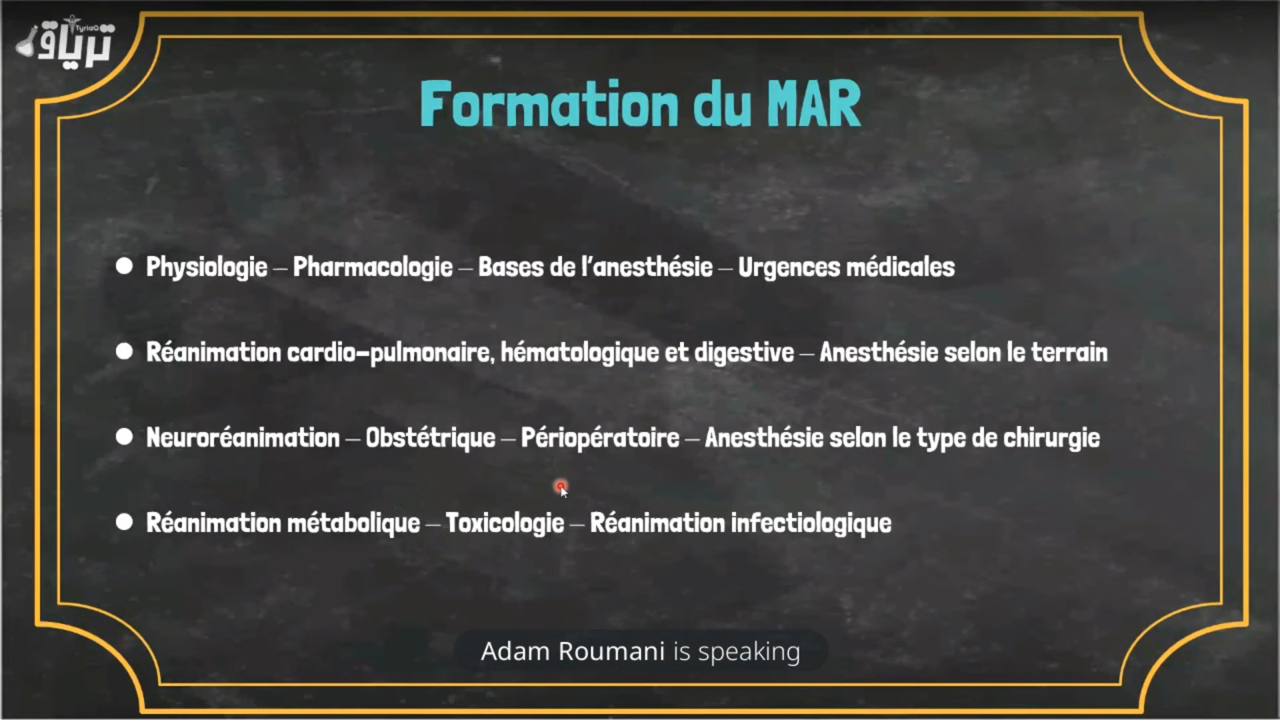 TyriaQ
ترياق
Formation du MAR
Physiologie – Pharmacologie – Bases de l'anesthésie – Urgences médicales
Réanimation cardio-pulmonaire, hématologique et digestive – Anesthésie selon le terrain
Neuroréanimation – Obstétrique – Périopératoire – Anesthésie selon le type de chirurgie
Réanimation métabolique – Toxicologie – Réanimation infectiologique
Adam Roumani is speaking